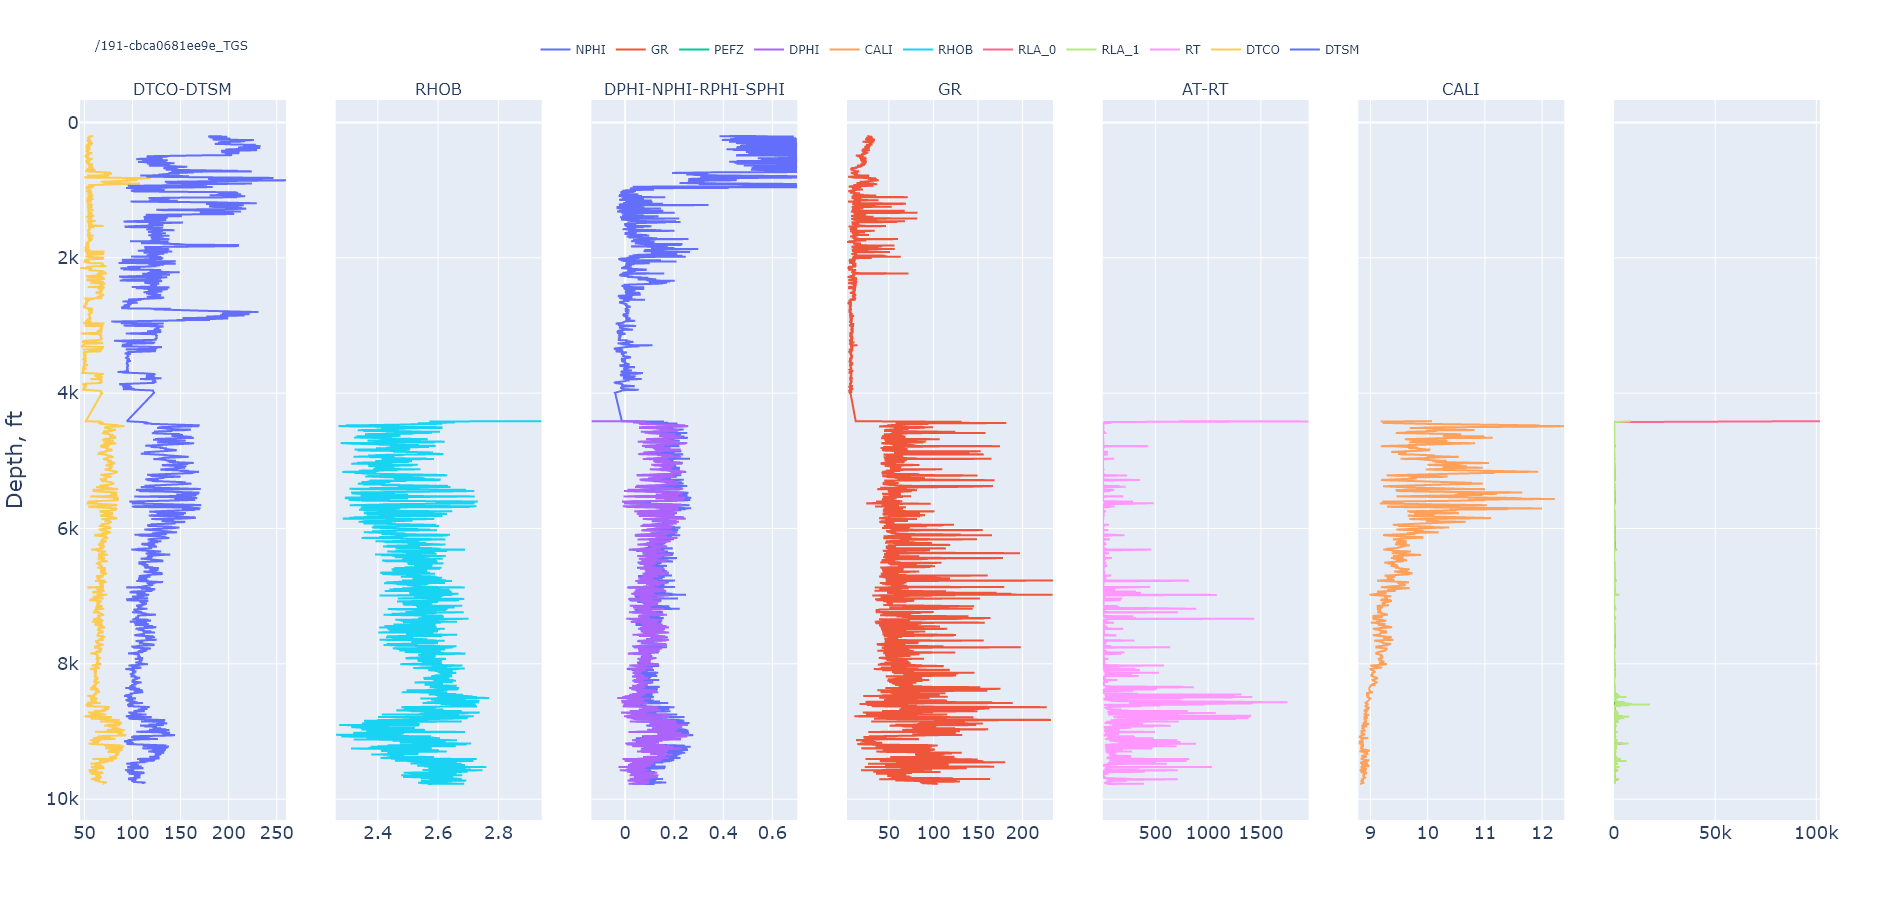 /191-cbca0681ee9e_TGS
NPHI GR PEFZ DPHI CALI RHOB RLA_0 RLA_1 RT DTCO DTSM
DTCO-DTSM RHOB DPHI-NPHI-RPHI-SPHI GR AT-RT CALI
0
2k
4k
6k
8k
10k
Depth, ft
50 100 150 200 250 2.4 2.6 2.8 0 0.2 0.4 0.6 50 100 150 200 500 1000 1500 9 10 11 12 0 50k 100k